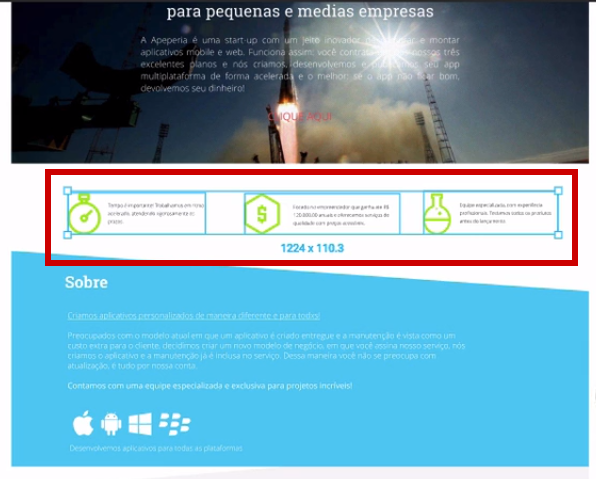 para pequenas e medias empresas
A Apeperia é uma start-up com um jeito inovador de criar e montar
aplicativos mobile e web. Funciona assim: você contrata um de nossos três
excelentes planos e nós criamos, desenvolvemos e o seu app
multiplataforma de forma acelerada e o melhor: se o app não ficar bom,
devolvemos seu dinheiro!
CLIQUE AQUI
Tempo é importante! Trabalhamos em novo
atendendo rigorosamente os
prazos.
Focado no empreendedor que ganha até R$
120.000,00 anuais e oferecemos serviços de
qualidade com preços acessíveis.
Equipe especializada com experiência
profissional. Testamos todos os produtos
antes do lançamento.
1224 x 110.3
Sobre
Criamos aplicativos personalizados de maneira diferente e para todos!
Preocupados com o modelo atual em que um aplicativo é criado entregue e a manutenção é vista como um
custo extra para o cliente, decidimos criar um novo modelo de negócio, em que você assina nosso serviço, nós
criamos o aplicativo e a manutenção já é inclusa no serviço. Dessa maneira você não se preocupa com
atualização, é tudo por nossa conta.
Contamos com uma equipe especializada e exclusiva para projetos incríveis!
Desenvolvemos aplicativos para todas as plataformas